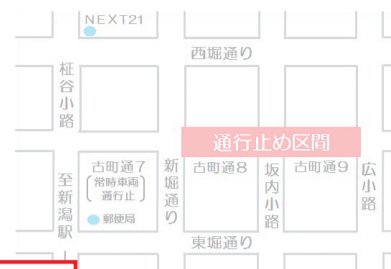 NEXT21
西堀通り
柾谷小路
通行止め区間
古町通7
常時車両
通行止
郵便局
新堀通り
古町通8
坂内小路
古町通9
広小路
至新潟駅
東堀通り